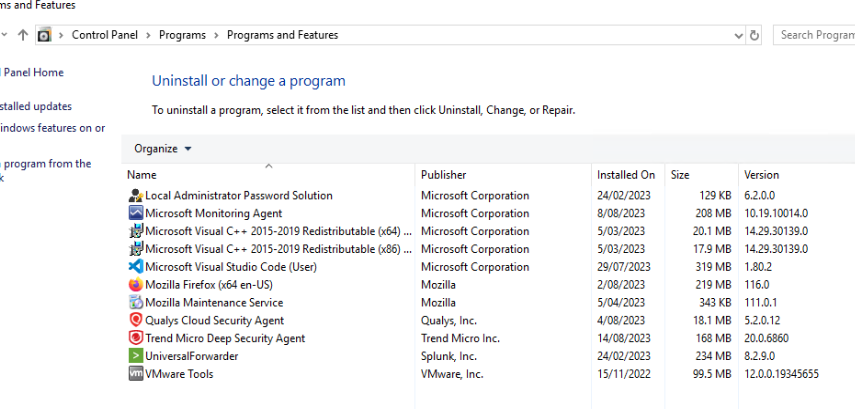 ms and Features
Control Panel > Programs > Programs and Features Search Program
l Panel Home
Uninstall or change a program
stalled updates
To uninstall a program, select it from the list and then click Uninstall, Change, or Repair.
indows features on or
Organize
a program from the
k
Name Publisher Installed On Size Version
Local Administrator Password Solution Microsoft Corporation 24/02/2023 129 KB 6.2.0.0
Microsoft Monitoring Agent Microsoft Corporation 8/08/2023 208 MB 10.19.10014.0
Microsoft Visual C++ 2015-2019 Redistributable (x64) ... Microsoft Corporation 5/03/2023 20.1 MB 14.29.30139.0
Microsoft Visual C++ 2015-2019 Redistributable (x86) ... Microsoft Corporation 5/03/2023 17.9 MB 14.29.30139.0
Microsoft Visual Studio Code (User) Microsoft Corporation 29/07/2023 319 MB 1.80.2
Mozilla Firefox (x64 en-US) Mozilla 2/08/2023 219 MB 116.0
Mozilla Maintenance Service Mozilla 5/04/2023 343 KB 111.0.1
Qualys Cloud Security Agent Qualys, Inc. 4/08/2023 18.1 MB 5.2.0.12
Trend Micro Deep Security Agent Trend Micro Inc. 14/08/2023 168 MB 20.0.6860
UniversalForwarder Splunk, Inc. 24/02/2023 234 MB 8.2.9.0
vm VMware Tools VMware, Inc. 15/11/2022 99.5 MB 12.0.0.19345655